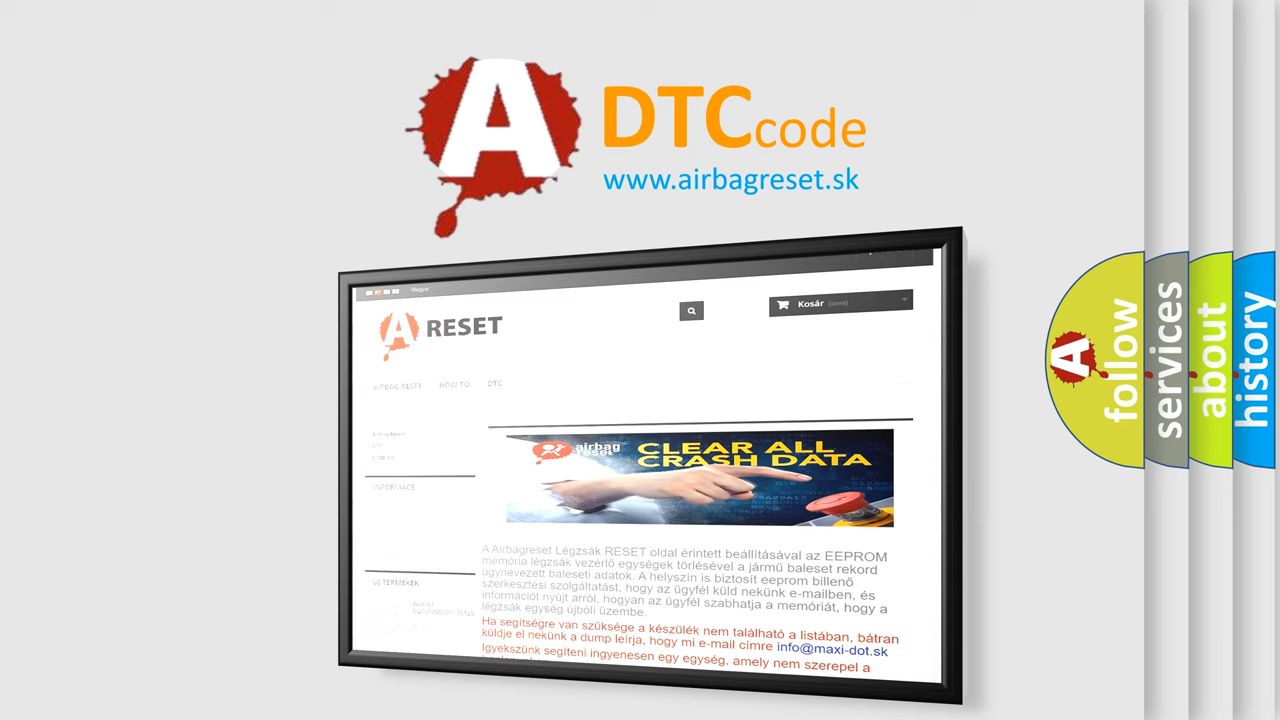 A DTC code
www.airbagreset.sk
Magyar
Kosár (üres)
A RESET
AIRBAG RESET HOW TO DTC
INFORMACE
ÚJ TERMÉKEK
airbag reset
CLEAR ALL
CRASH DATA
A Airbagreset Légzsák RESET oldal érintett beállításával az EEPROM
memória légzsák vezérlő egységek törlésével a jármű baleset rekord
úgynevezett baleseti adatok. A helyszín is biztosít eeprom billenő
szerkesztési szolgáltatást, hogy az ügyfél küld nekünk e-mailben, és
információt nyújt arról, hogyan az ügyfél szabhatja a memóriát, hogy a
légzsák egység újbóli üzembe.
Ha segítségre van szüksége a készülék nem található a listában, bátran
küldje el nekünk a dump leírja, hogy mi e-mail címre info@maxi-dot.sk
Igyekszünk segíteni ingyenesen egy egység, amely nem szerepel a
A follow
services
about
history